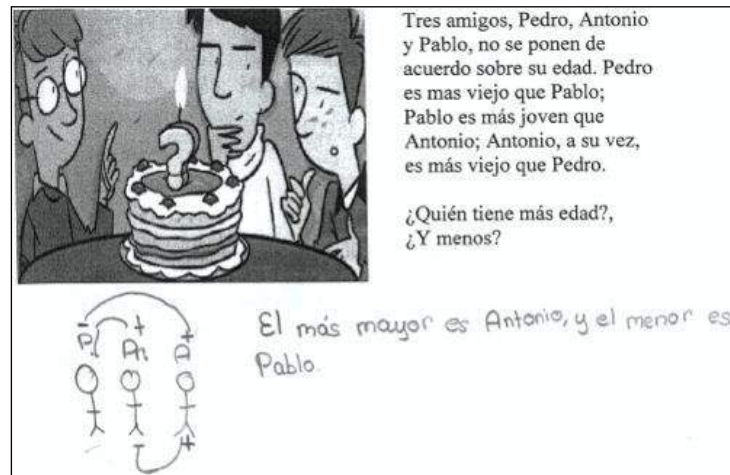 Tres amigos, Pedro, Antonio
y Pablo, no se ponen de
acuerdo sobre su edad. Pedro
es mas viejo que Pablo;
Pablo es más joven que
Antonio; Antonio, a su vez,
es más viejo que Pedro.
¿Quién tiene más edad?,
¿Y menos?
?
- + +
P. An A
- +
El más mayor es Antonio, y el menor es
Pablo.